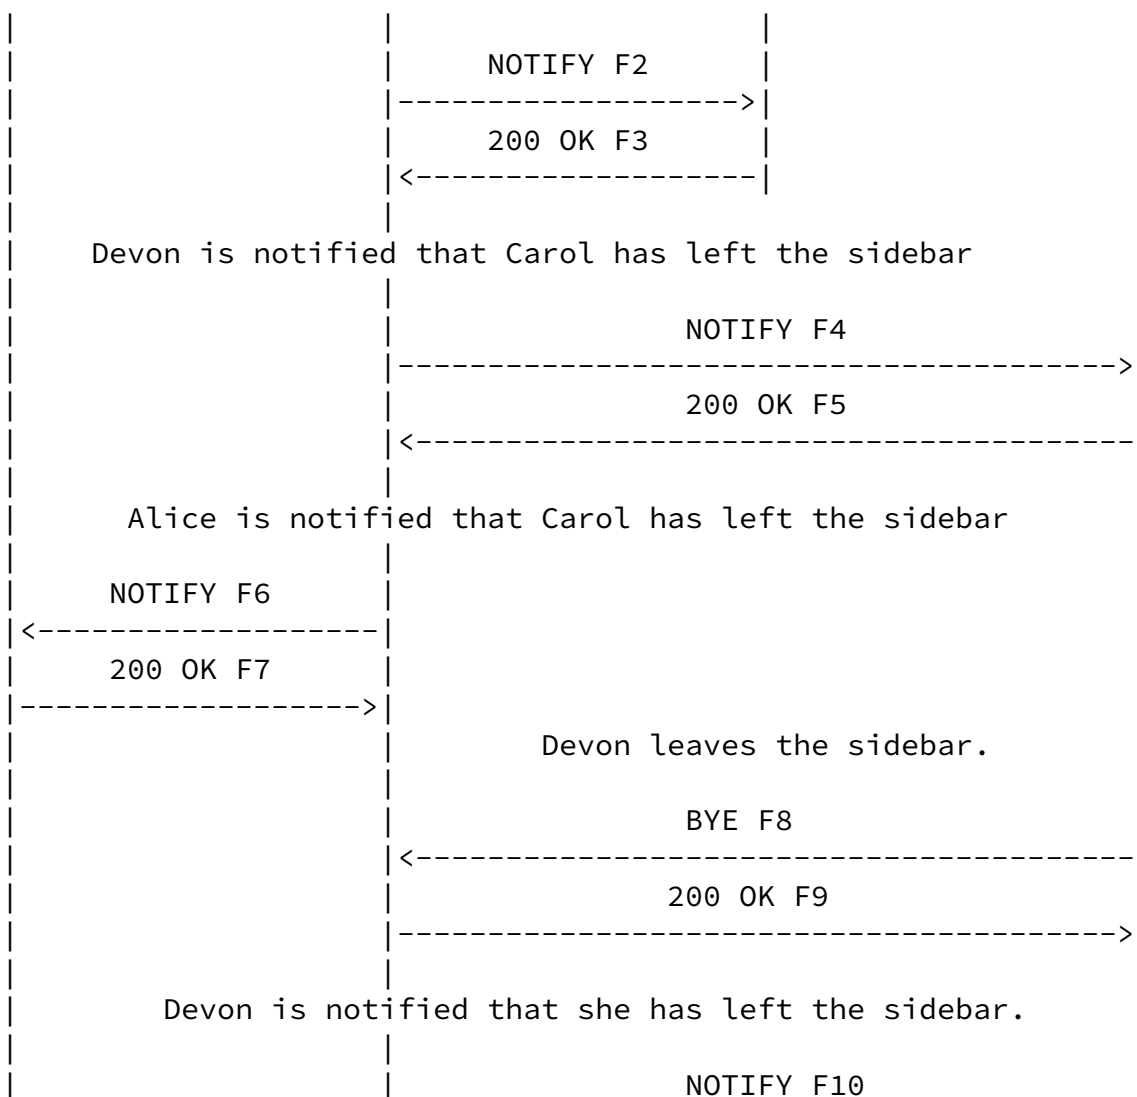 NOTIFY F2
200 OK F3
Devon is notified that Carol has left the sidebar
NOTIFY F4
200 OK F5
Alice is notified that Carol has left the sidebar
NOTIFY F6
200 OK F7
Devon leaves the sidebar.
BYE F8
200 OK F9
Devon is notified that she has left the sidebar.
NOTIFY F10